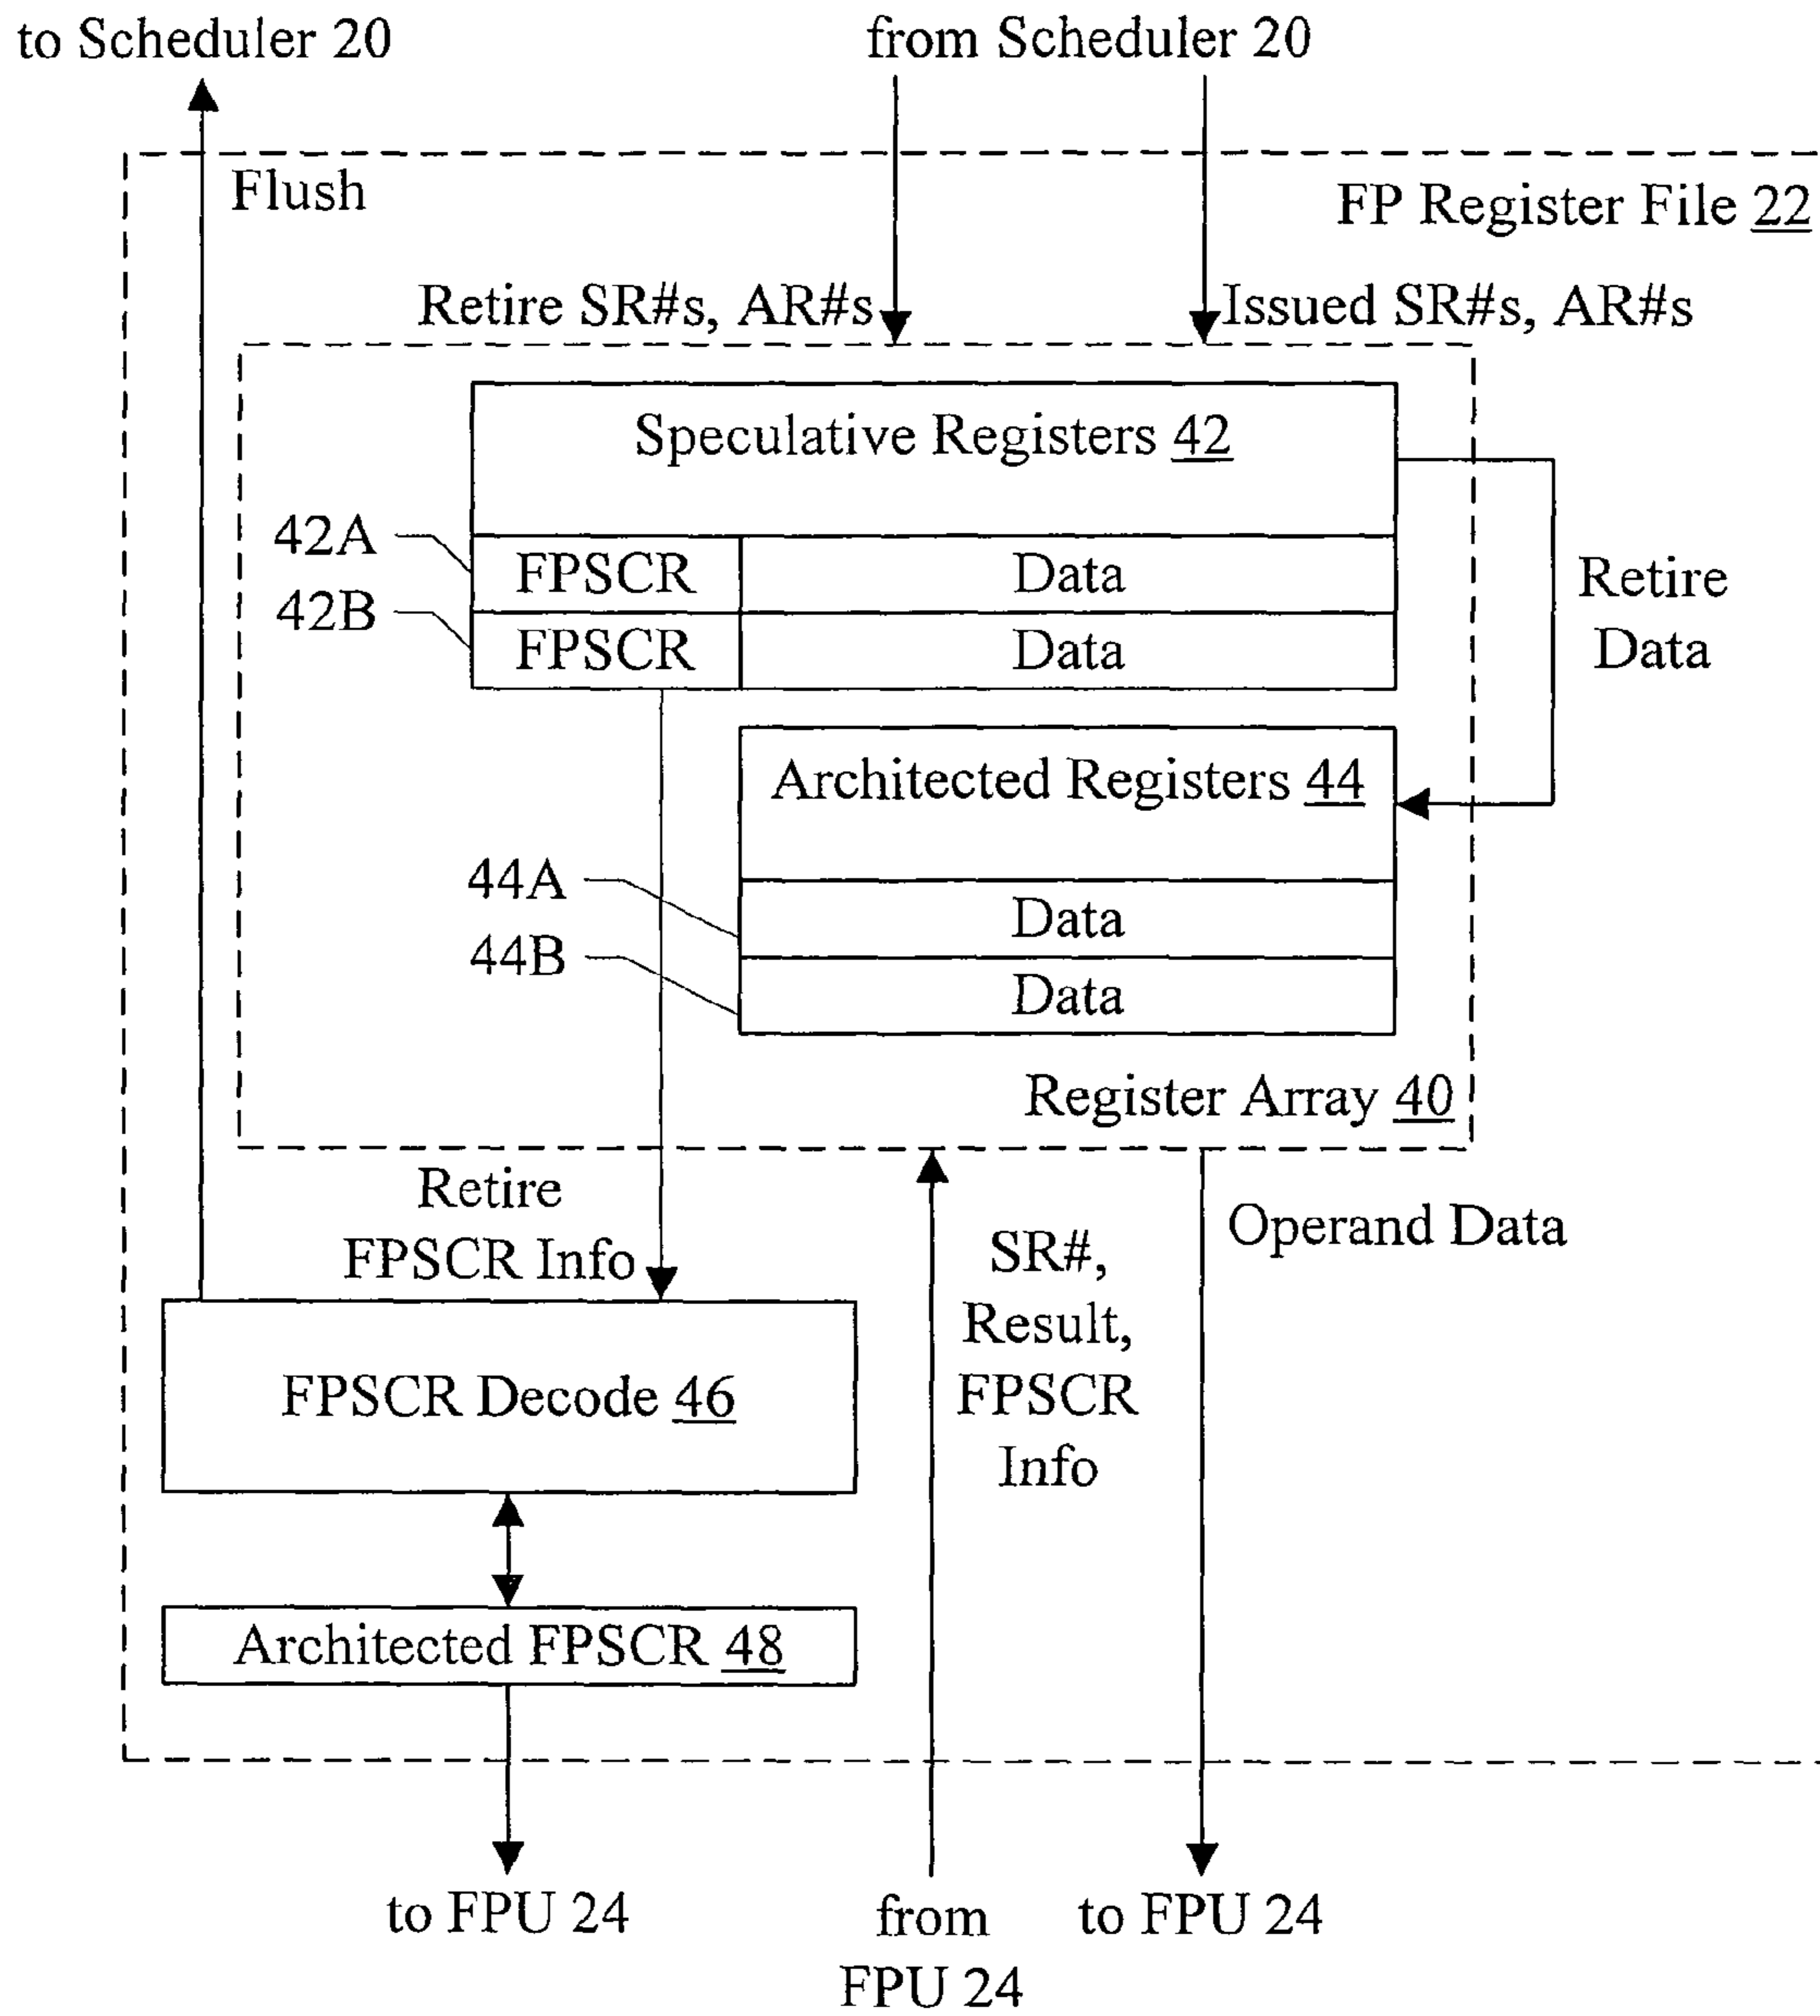 to Scheduler 20
from Scheduler 20
Flush
FP Register File 22
Retire SR#s, AR#s
Issued SR#s, AR#s
Speculative Registers 42
42A
FPSCR
Data
42B
FPSCR
Data
Retire
Data
Architected Registers 44
44A
Data
44B
Data
Register Array 40
Retire
FPSCR Info
SR#,
Result,
FPSCR
Info
Operand Data
FPSCR Decode 46
Architected FPSCR 48
to FPU 24
from
FPU 24
to FPU 24